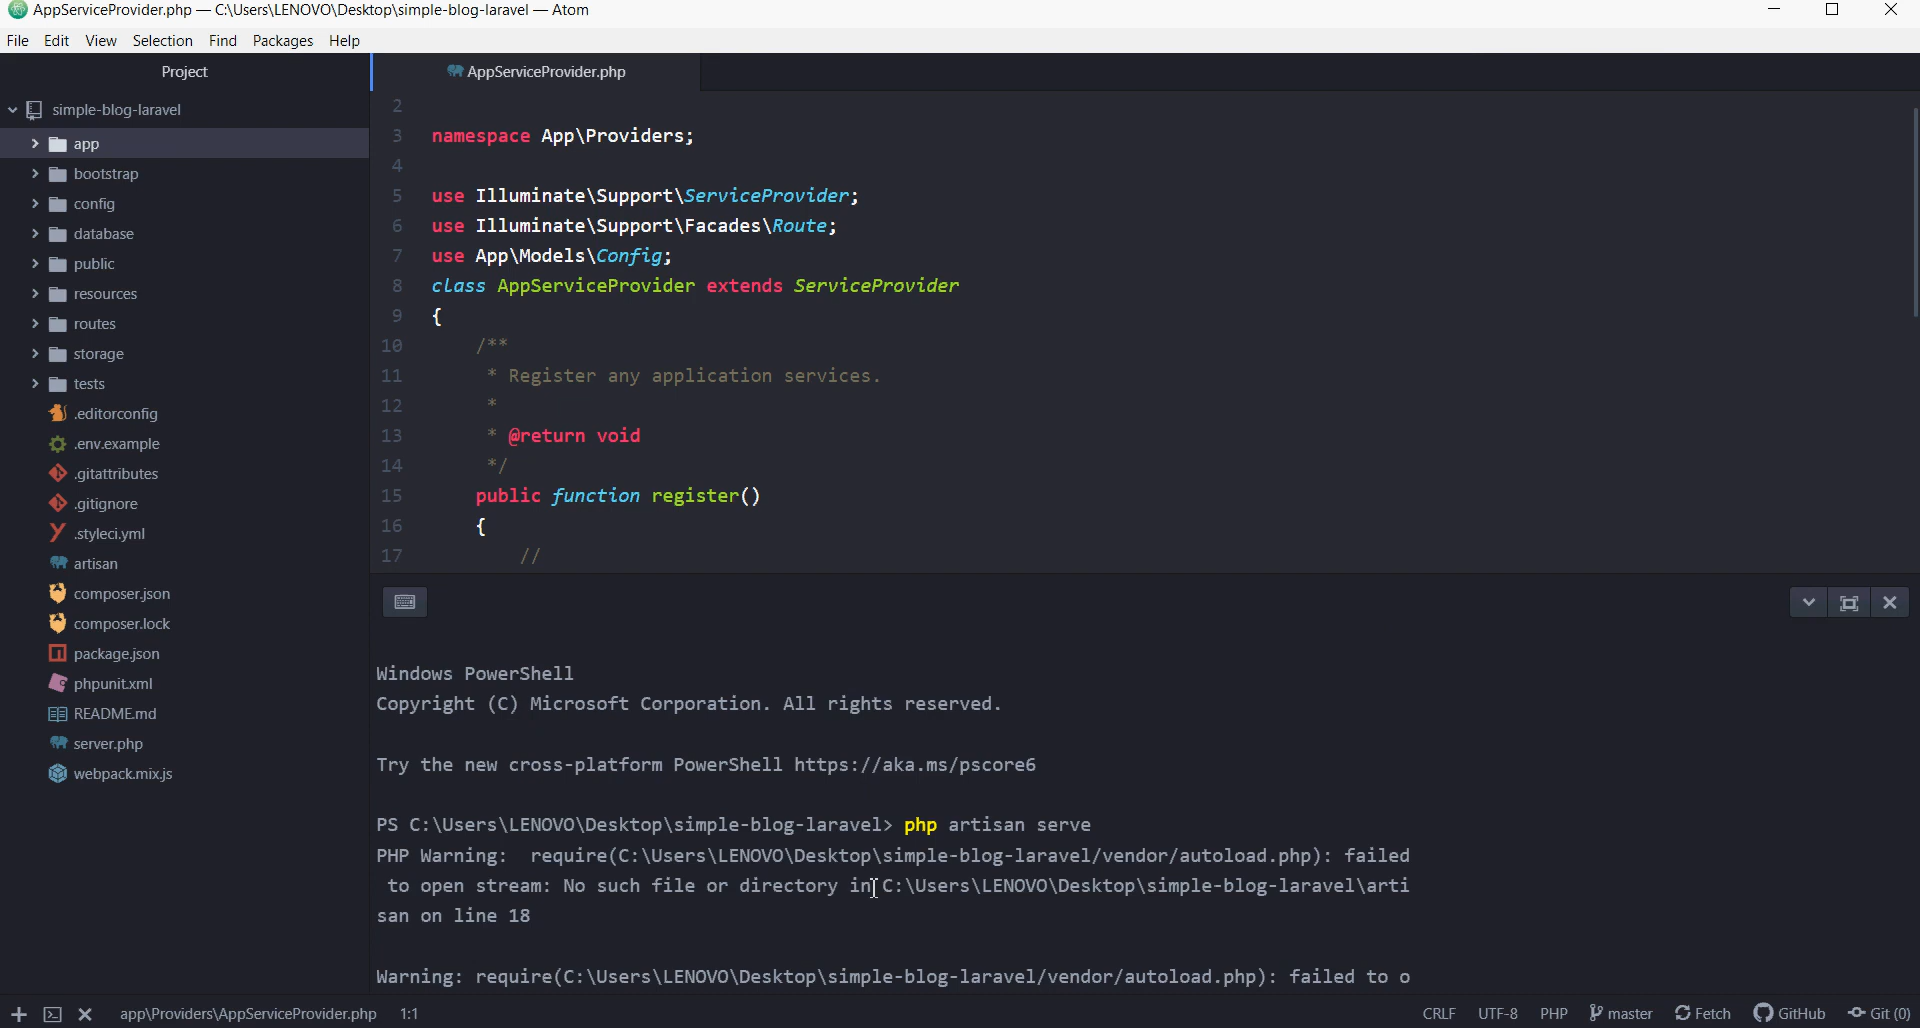 AppServiceProvider.php — C:\Users\LENOVO\Desktop\simple-blog-laravel — Atom
File Edit View Selection Find Packages Help
Project
simple-blog-laravel
app
bootstrap
config
database
public
resources
routes
storage
tests
.editorconfig
.env.example
.gitattributes
.gitignore
.styleci.yml
artisan
composer.json
composer.lock
package.json
phpunit.xml
README.md
server.php
webpack.mix.js
AppServiceProvider.php
2
3 namespace App\Providers;
4
5 use Illuminate\Support\ServiceProvider;
6 use Illuminate\Support\Facades\Route;
7 use App\Models\Config;
8 class AppServiceProvider extends ServiceProvider
9 {
10 /**
11 * Register any application services.
12 *
13 * @return void
14 */
15 public function register()
16 {
17 //
Windows PowerShell
Copyright (C) Microsoft Corporation. All rights reserved.
Try the new cross-platform PowerShell https://aka.ms/pscore6
PS C:\Users\LENOVO\Desktop\simple-blog-laravel> php artisan serve
PHP Warning:  require(C:\Users\LENOVO\Desktop\simple-blog-laravel/vendor/autoload.php): failed
to open stream: No such file or directory in C:\Users\LENOVO\Desktop\simple-blog-laravel\arti
san on line 18
Warning: require(C:\Users\LENOVO\Desktop\simple-blog-laravel/vendor/autoload.php): failed to o
app\Providers\AppServiceProvider.php 1:1 CRLF UTF-8 PHP master Fetch GitHub Git (0)